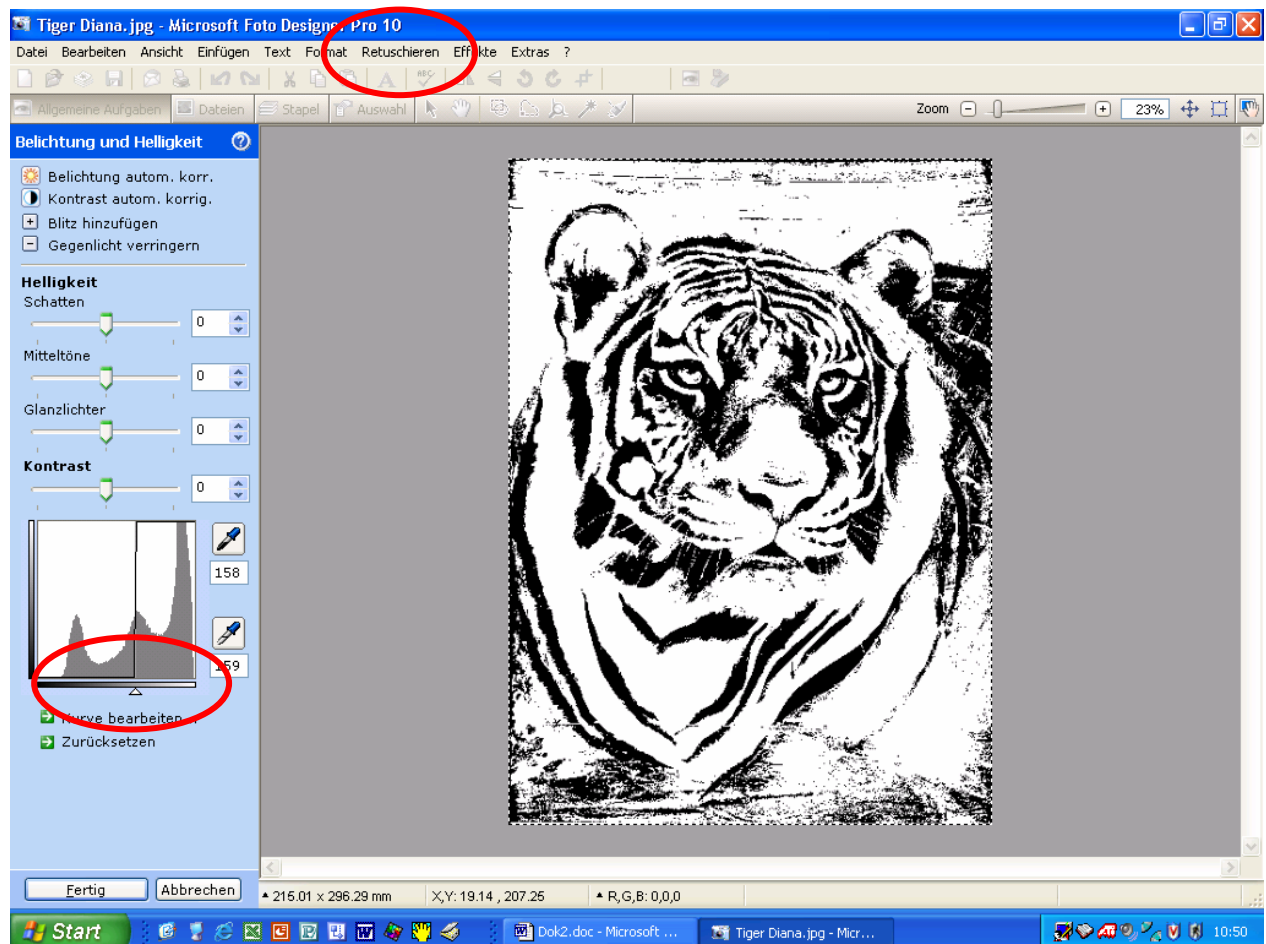 Tiger Diana.jpg - Microsoft Foto Designer Pro 10
Datei Bearbeiten Ansicht Einfügen Text Format Retuschieren Effekte Extras ?
Allgemeine Aufgaben Dateien Stapel Auswahl Zoom 23%
Belichtung und Helligkeit
Belichtung autom. korr.
Kontrast autom. korrig.
Blitz hinzufügen
Gegenlicht verringern
Helligkeit
Schatten
0
Mitteltöne
0
Glanzlichter
0
Kontrast
0
158
159
Kurve bearbeiten
Zurücksetzen
Fertig Abbrechen
215.01 x 296.29 mm X,Y: 19.14 , 207.25 R,G,B: 0,0,0
Start Dok2.doc - Microsoft ... Tiger Diana.jpg - Micr... 10:50